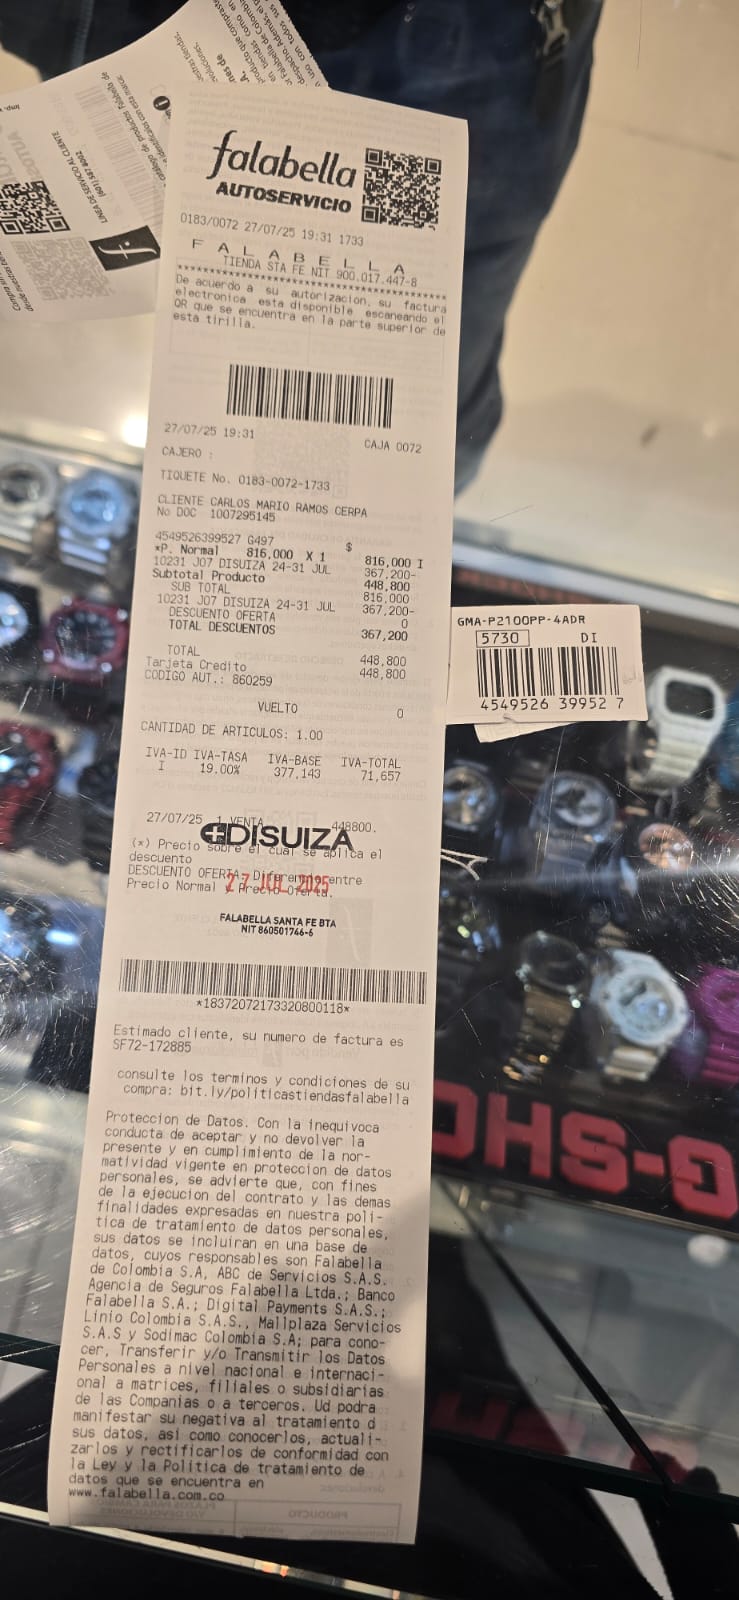 falabella
AUTOSERVICIO
0183/0072 27/07/25 19:31 1733
F A L A B E L L A
TIENDA STA FE NIT 900.017.447-8
De acuerdo a su autorizacion, su factura
electronica esta disponible escaneando el
QR que se encuentra en la parte superior de
esta tirilla.
27/07/25 19:31 CAJA 0072
CAJERO :
TIQUETE No. 0183-0072-1733
CLIENTE CARLOS MARIO RAMOS CERPA
No DOC 1007295145
4549526399527 G497 $
*P. Normal 816,000 X 1 816,000 I
10231 J07 DISUIZA 24-31 JUL 367,200-
Subtotal Producto 448,800
SUB TOTAL 816,000
10231 J07 DISUIZA 24-31 JUL 367,200-
DESCUENTO OFERTA 0
TOTAL DESCUENTOS 367,200
TOTAL 448,800
Tarjeta Credito 448,800
CODIGO AUT.: 860259
VUELTO 0
CANTIDAD DE ARTICULOS: 1.00
IVA-ID IVA-TASA IVA-BASE IVA-TOTAL
I 19.00% 377,143 71,657
27/07/25 1 VENTA 448800.
DISUIZA
(*) Precio sobre el cual se aplica el
descuento
DESCUENTO OFERTA: Diferencia entre
Precio Normal y Precio Oferta.
27 JUL 2025
FALABELLA SANTA FE BTA
NIT 860501746-6
*18372072173320800118*
Estimado cliente, su numero de factura es
SF72-172885
consulte los terminos y condiciones de su
compra: bit.ly/politicastiendasfalabella
Proteccion de Datos. Con la inequivoca
conducta de aceptar y no devolver la
presente y en cumplimiento de la nor-
matividad vigente en proteccion de datos
personales, se advierte que, con fines
de la ejecucion del contrato y las demas
finalidades expresadas en nuestra poli-
tica de tratamiento de datos personales,
sus datos se incluiran en una base de
datos, cuyos responsables son Falabella
de Colombia S.A, ABC de Servicios S.A.S.
Agencia de Seguros Falabella Ltda.; Banco
Falabella S.A.; Digital Payments S.A.S.;
Linio Colombia S.A.S., Mallplaza Servicios
S.A.S y Sodimac Colombia S.A; para cono-
cer, Transferir y/o Transmitir los Datos
Personales a nivel nacional e internaci-
onal a matrices, filiales o subsidiarias
de las Companias o a terceros. Ud podra
manifestar su negativa al tratamiento d
sus datos, asi como conocerlos, actuali-
zarlos y rectificarlos de conformidad con
la Ley y la Politica de tratamiento de
datos que se encuentra en
www.falabella.com.co
GMA-P2100PP-4ADR
5730 DI
4549526 39952 7
G-SHO
LINEA DE SERVICIO AL CLIENTE
(601) 587 8002